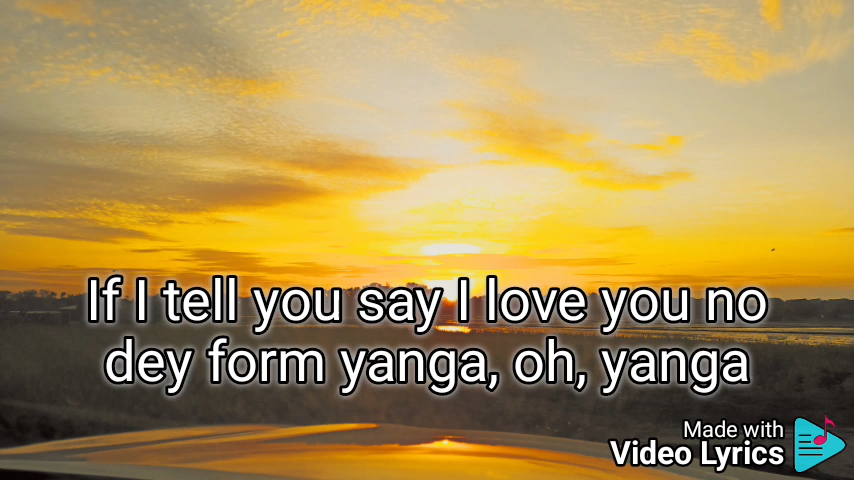 If I tell you say I love you no
dey form yanga, oh, yanga
Made with
Video Lyrics